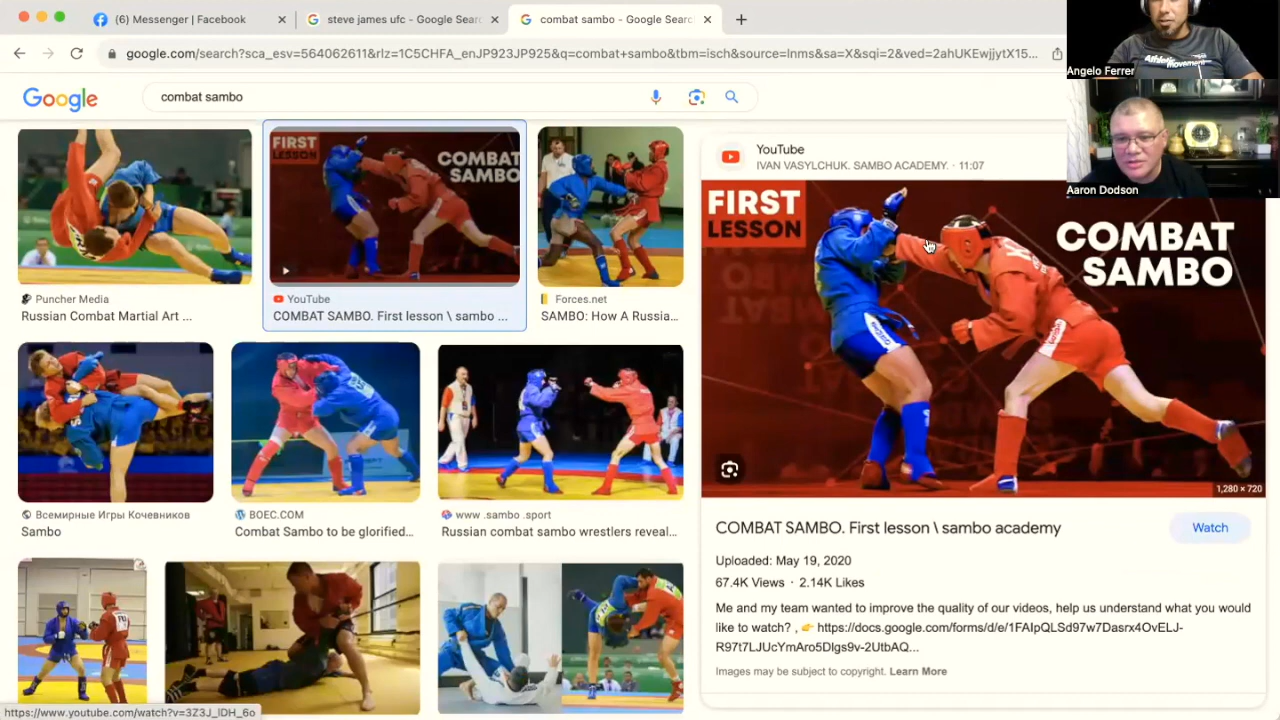 (6) Messenger | Facebook
steve james ufc - Google Sear
combat sambo - Google Searc
google.com/search?sca_esv=564062611&rlz=1C5CHFA_enJP923JP925&q=combat+sambo&tbm=isch&source=lnms&sa=X&sqi=2&ved=2ahUKEwjjytX15...
Athletic
movement
Angelo Ferrer
Google
combat sambo
Aaron Dodson
FIRST
LESSON
COMBAT
SAMBO
YouTube
IVAN VASYLCHUK. SAMBO ACADEMY. · 11:07
FIRST
LESSON
COMBAT
SAMBO
1,280 × 720
Puncher Media
Russian Combat Martial Art ...
YouTube
COMBAT SAMBO. First lesson \ sambo ...
Forces.net
SAMBO: How A Russia...
Всемирные Игры Кочевников
Sambo
BOEC.COM
Combat Sambo to be glorified...
www .sambo .sport
Russian combat sambo wrestlers reveal...
COMBAT SAMBO. First lesson \ sambo academy
Watch
Uploaded: May 19, 2020
67.4K Views · 2.14K Likes
Me and my team wanted to improve the quality of our videos, help us understand what you would
like to watch? , 👉 https://docs.google.com/forms/d/e/1FAIpQLSd97w7Dasrx4OvELJ-
R97t7LJUcYmAro5DIgs9v-2UtbAQ...
Images may be subject to copyright. Learn More
https://www.youtube.com/watch?v=3Z3J_lDH_6o